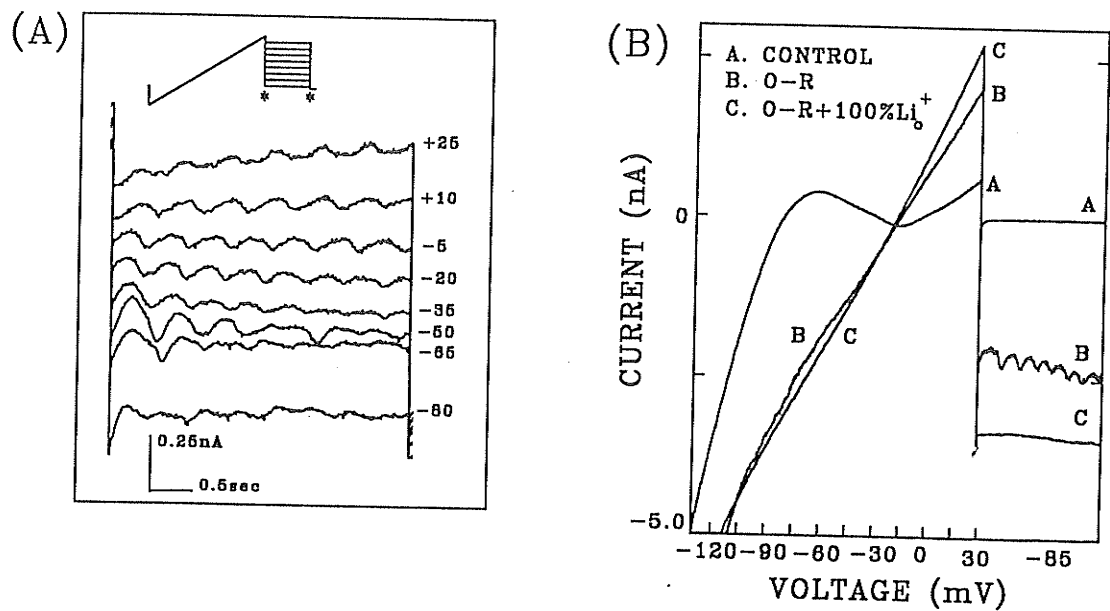 (A)
* *
+25
+10
-5
-20
-35
-50
-65
-80
0.25nA
0.5sec
(B)
A. CONTROL
B. O-R
C. O-R+100%Li₀⁺
C
B
A
A
B
C
B
C
CURRENT (nA)
0
-5.0
-120 -90 -60 -30 0 30 -85
VOLTAGE (mV)